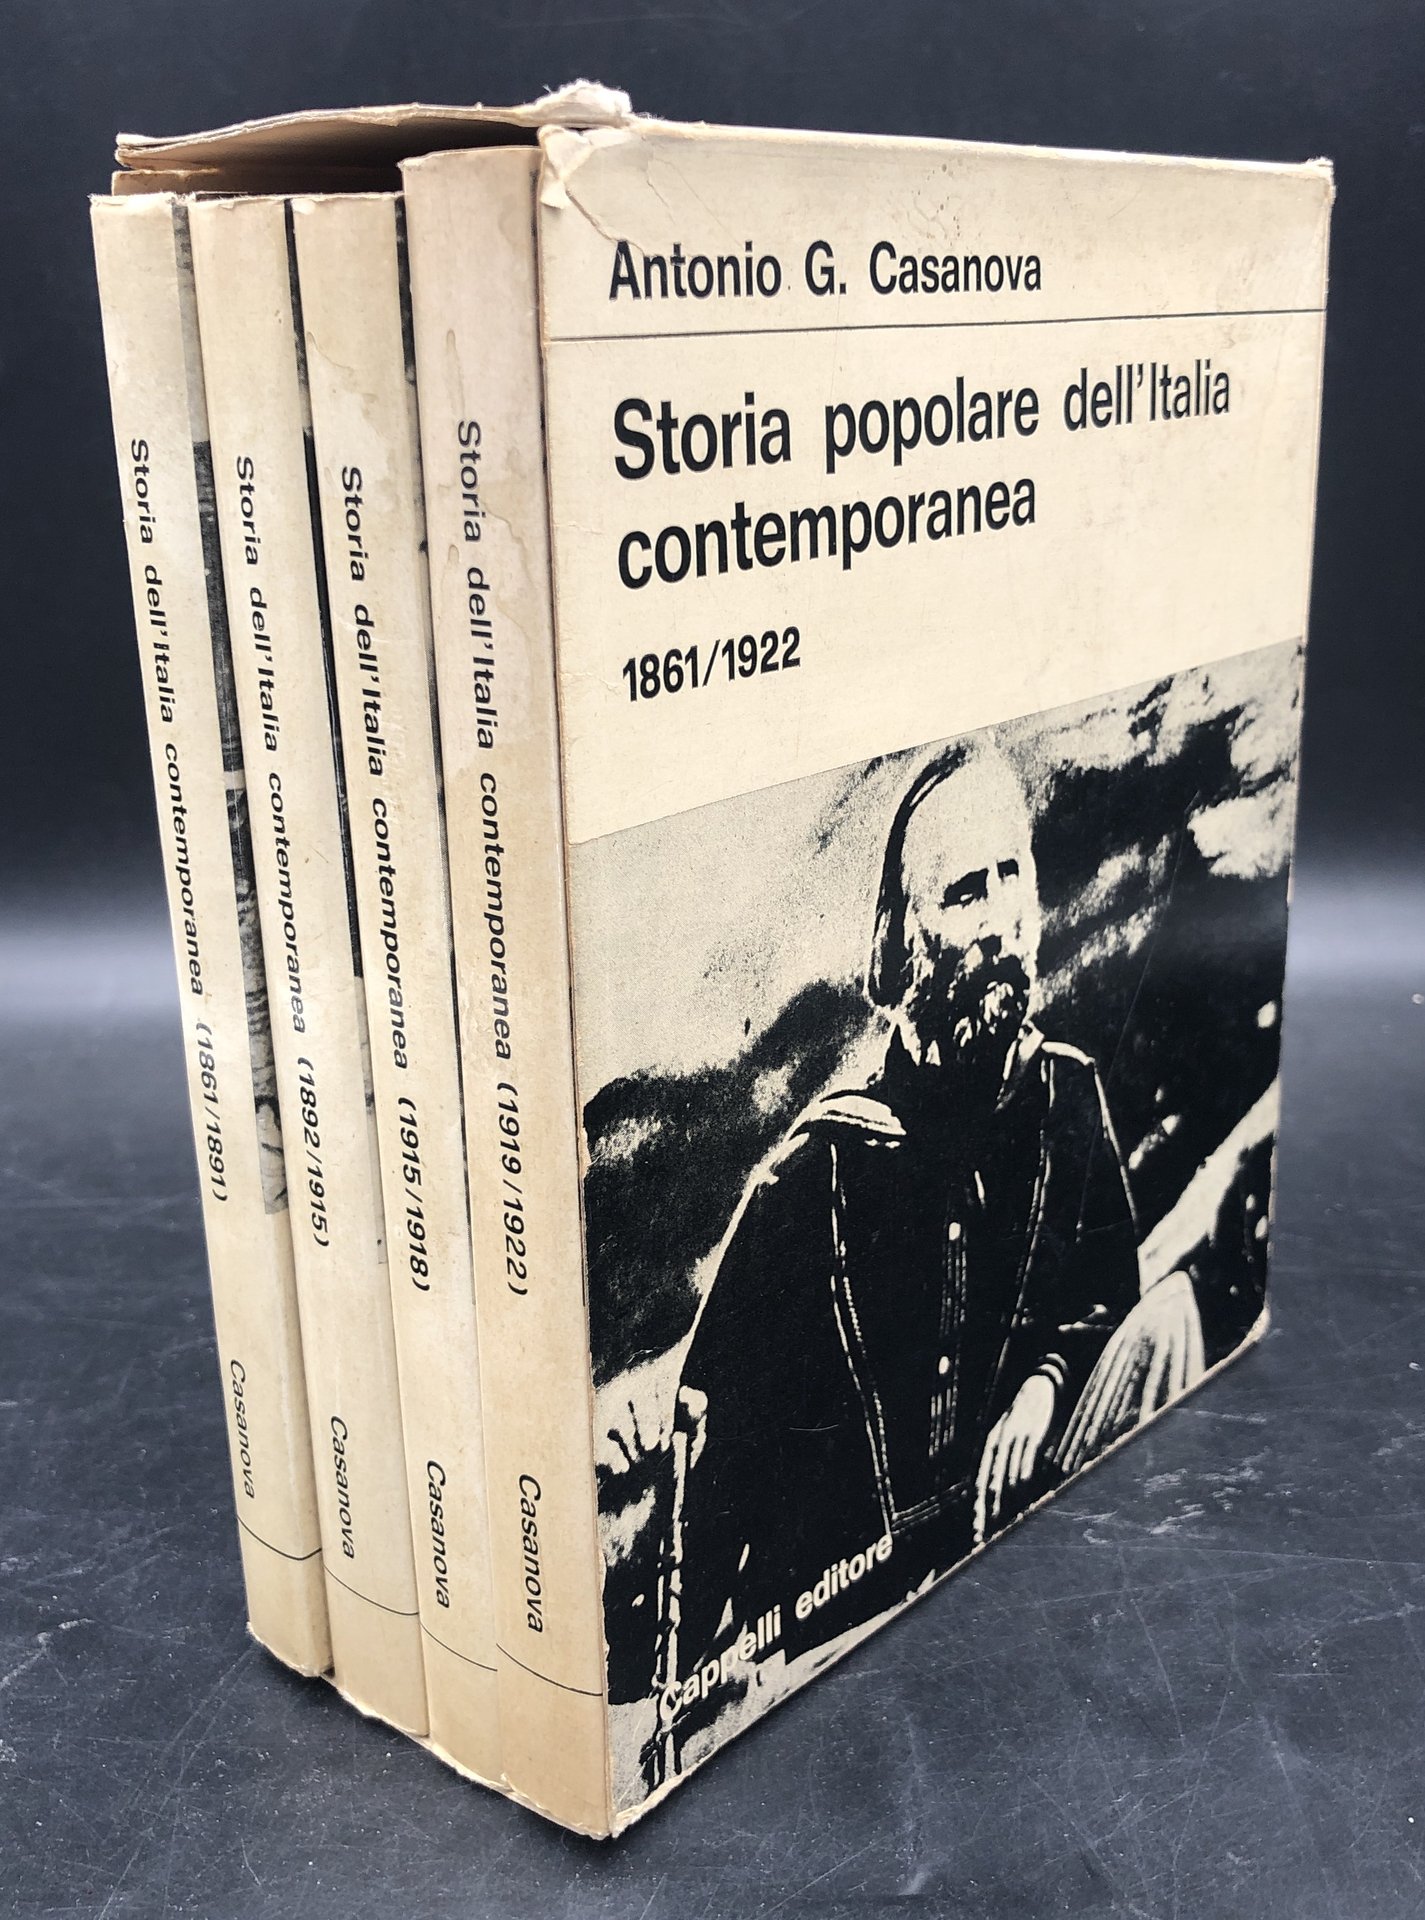 Antonio G. Casanova
Storia popolare dell'Italia
contemporanea
1861/1922
Cappelli editore
Storia dell'Italia contemporanea (1861/1891) Casanova
Storia dell'Italia contemporanea (1892/1915) Casanova
Storia dell'Italia contemporanea (1915/1918) Casanova
Storia dell'Italia contemporanea (1919/1922) Casanova